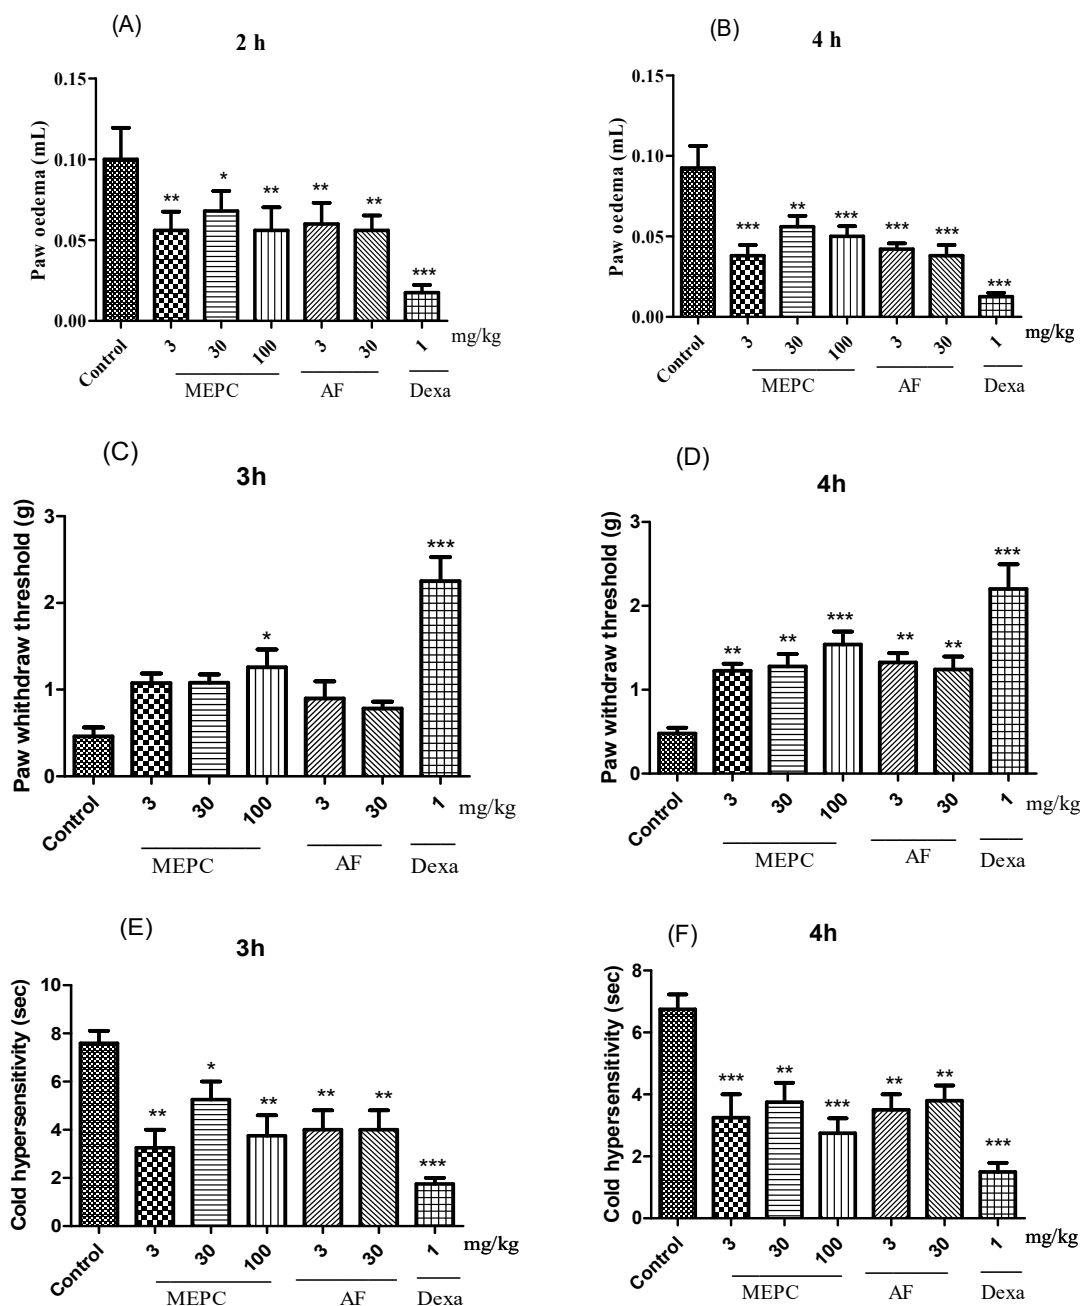 (A)
2 h
Paw oedema (mL)
0.15
0.10
0.05
0.00
** * ** ** ** ***
Control 3 30 100 3 30 1 mg/kg
MEPC AF Dexa
(B)
4 h
Paw oedema (mL)
0.15
0.10
0.05
0.00
*** ** *** *** *** ***
Control 3 30 100 3 30 1 mg/kg
MEPC AF Dexa
(C)
3h
Paw whithdraw threshold (g)
3
2
1
0
* ***
Control 3 30 100 3 30 1 mg/kg
MEPC AF Dexa
(D)
4h
Paw withdraw threshold (g)
3
2
1
0
** ** *** ** ** ***
Control 3 30 100 3 30 1 mg/kg
MEPC AF Dexa
(E)
3h
Cold hypersensitivity (sec)
10
8
6
4
2
0
** * ** ** ** ***
Control 3 30 100 3 30 1 mg/kg
MEPC AF Dexa
(F)
4h
Cold hypersensitivity (sec)
8
6
4
2
0
*** ** *** ** ** ***
Control 3 30 100 3 30 1 mg/kg
MEPC AF Dexa